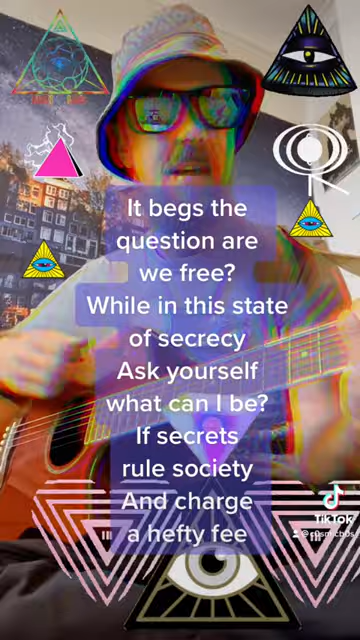 It begs the
question are
we free?
While in this state
of secrecy
Ask yourself
what can I be?
If secrets
rule society
And charge
a hefty fee
TikTok